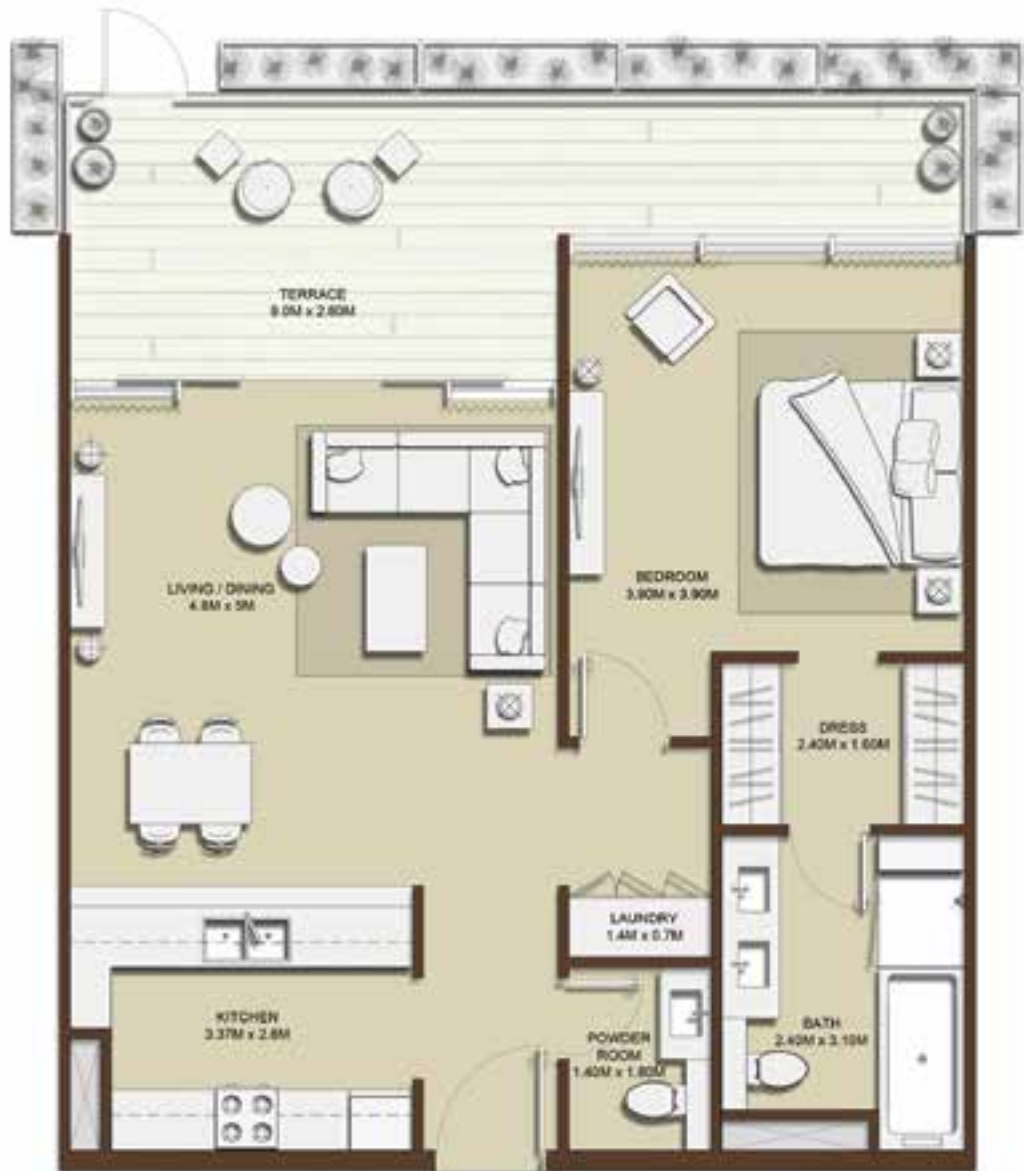 TERRACE
9.0M x 2.60M
LIVING / DINING
4.8M x 5M
BEDROOM
3.90M x 3.90M
DRESS
2.40M x 1.60M
LAUNDRY
1.4M x 0.7M
KITCHEN
3.37M x 2.6M
POWDER
ROOM
1.40M x 1.80M
BATH
2.40M x 3.10M